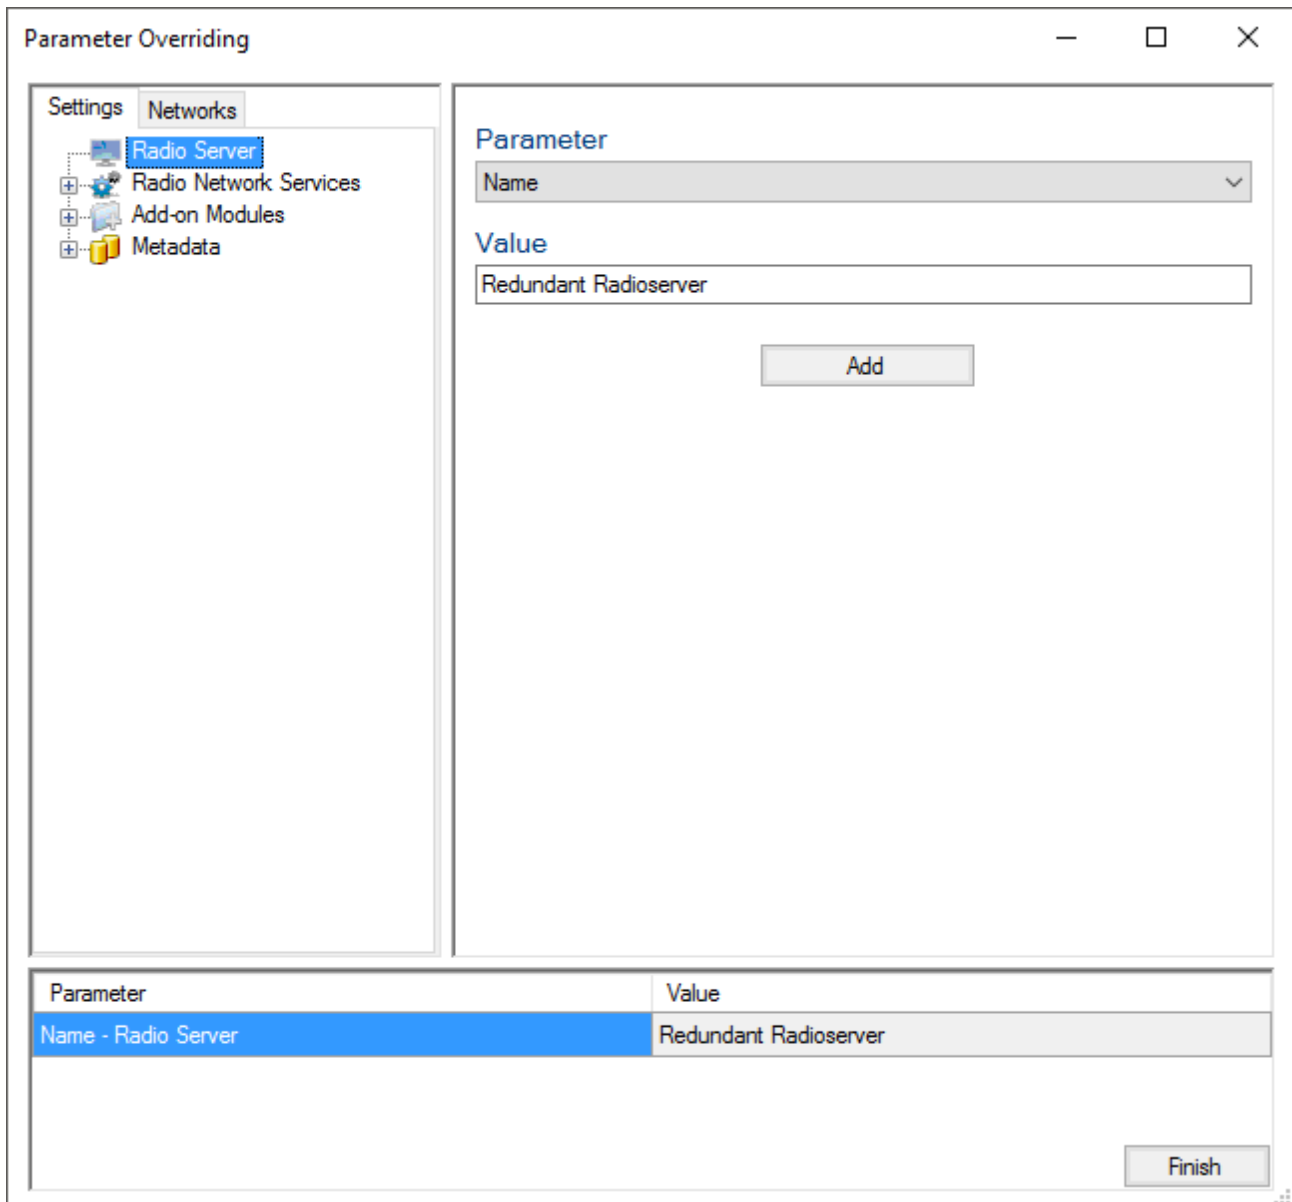 Parameter Overriding
Settings Networks
Radio Server
Radio Network Services
Add-on Modules
Metadata
Parameter
Name
Value
Redundant Radioserver
Add
Parameter Value
Name - Radio Server Redundant Radioserver
Finish